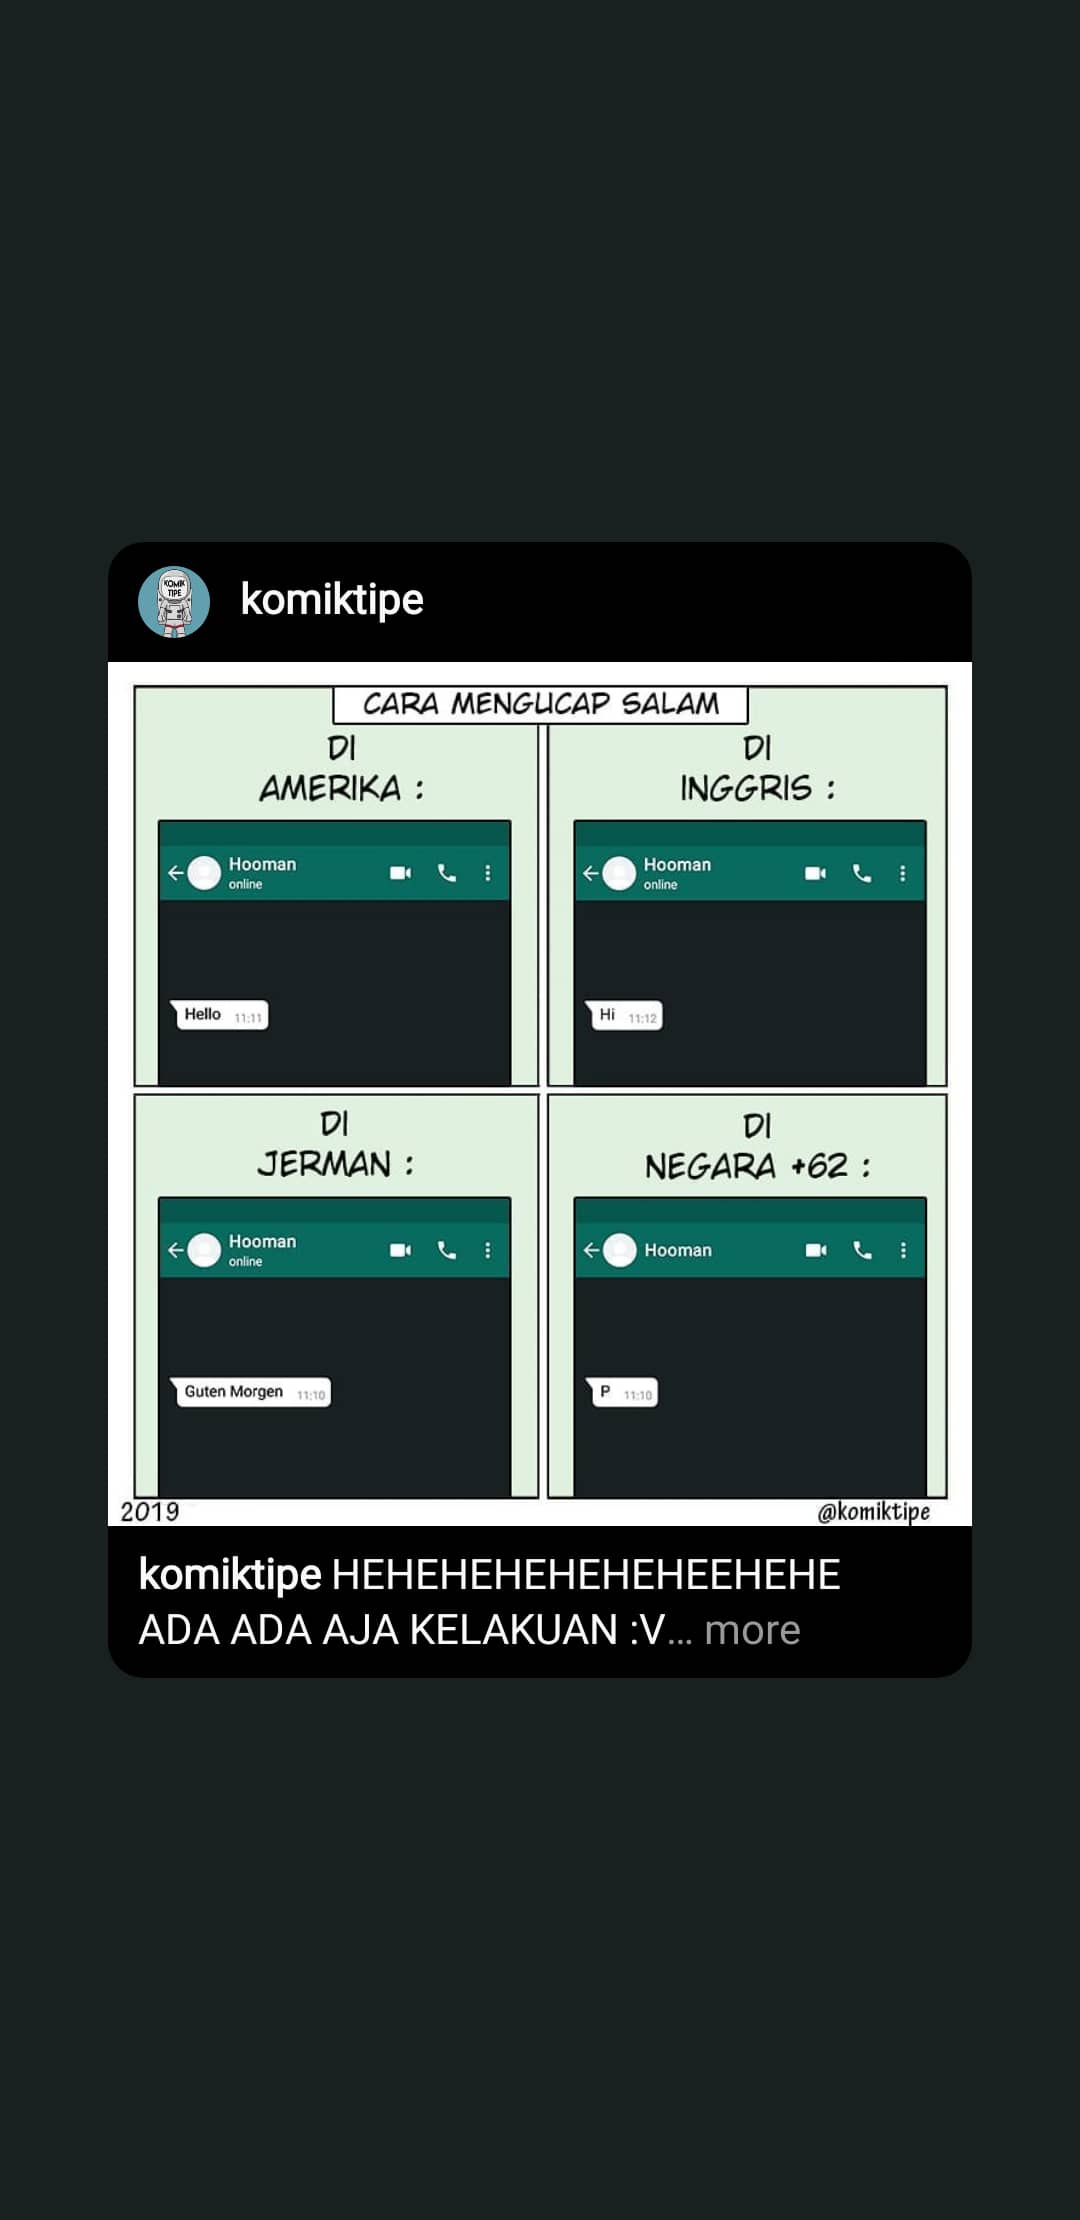 KOMIK
TIPE
komiktipe
CARA MENGUCAP SALAM
DI
AMERIKA :
Hooman
online
Hello 11:11
DI
INGGRIS :
Hooman
online
Hi 11:12
DI
JERMAN :
Hooman
online
Guten Morgen 11:10
DI
NEGARA +62 :
Hooman
P 11:10
2019
@komiktipe
komiktipe HEHEHEHEHEHEHEEHEHE
ADA ADA AJA KELAKUAN :V... more